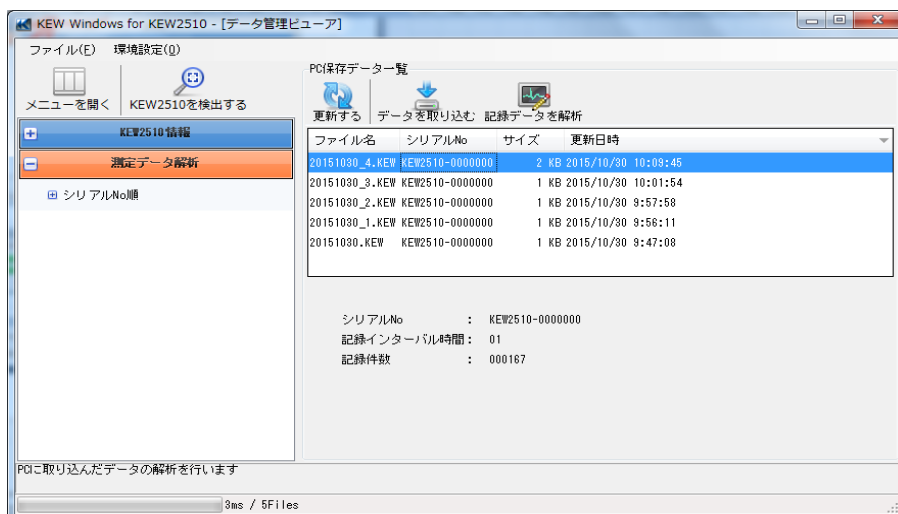 KEW Windows for KEW2510 - [データ管理ビューア]
ファイル(F) 環境設定(O)
メニューを開く KEW2510を検出する
KEW2510情報
測定データ解析
シリアルNo順
PC保存データ一覧
更新する データを取り込む 記録データを解析
ファイル名 シリアルNo サイズ 更新日時
20151030_4.KEW KEW2510-0000000 2 KB 2015/10/30 10:09:45
20151030_3.KEW KEW2510-0000000 1 KB 2015/10/30 10:01:54
20151030_2.KEW KEW2510-0000000 1 KB 2015/10/30 9:57:58
20151030_1.KEW KEW2510-0000000 1 KB 2015/10/30 9:56:11
20151030.KEW KEW2510-0000000 1 KB 2015/10/30 9:47:08
シリアルNo : KEW2510-0000000
記録インターバル時間 : 01
記録件数 : 000167
PCに取り込んだデータの解析を行います
3ms / 5Files